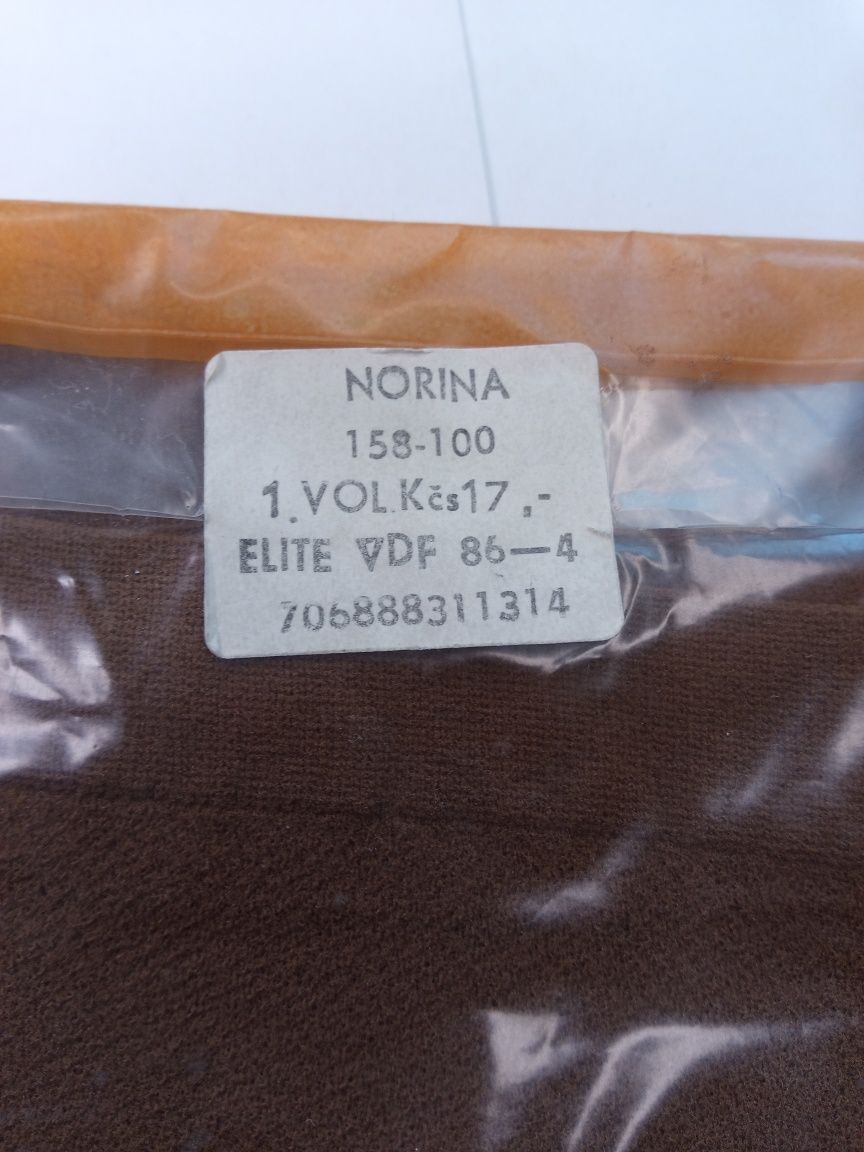 NORINA
158-100
1.VOL.Kčs17,-
ELITE VDF 86—4
706888311314